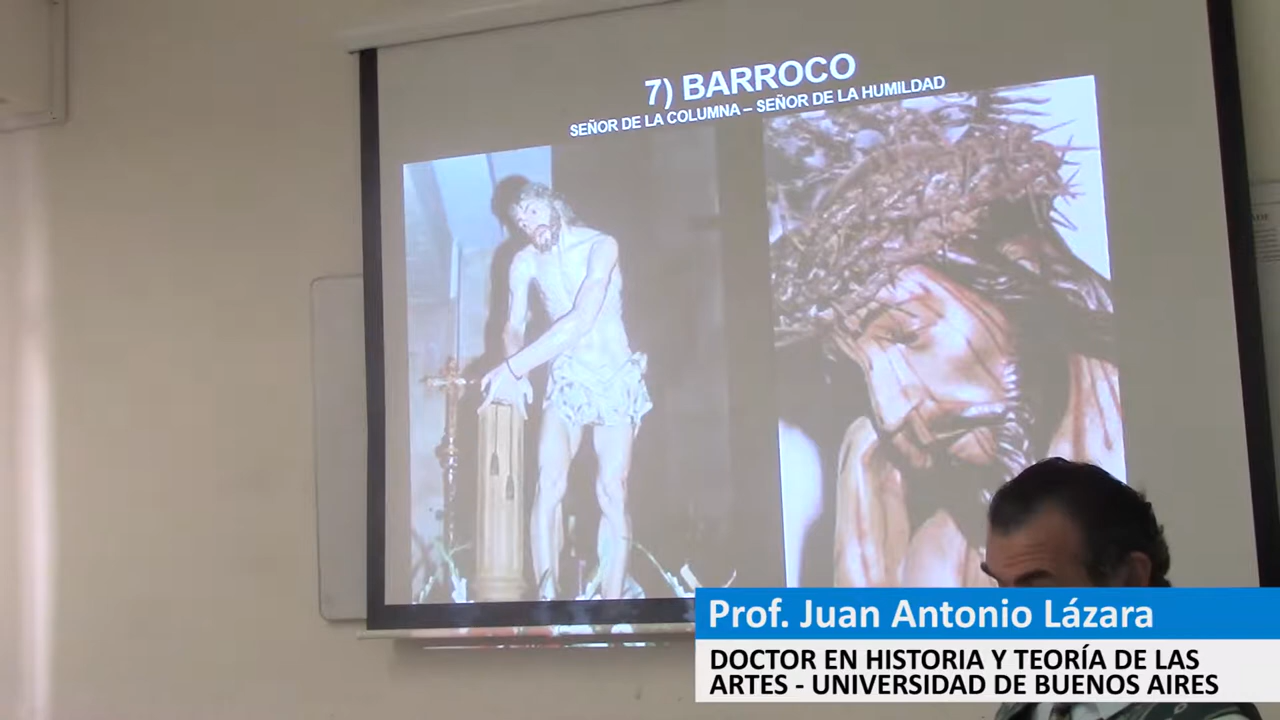 7) BARROCO
SEÑOR DE LA COLUMNA – SEÑOR DE LA HUMILDAD
Prof. Juan Antonio Lázara
DOCTOR EN HISTORIA Y TEORÍA DE LAS
ARTES - UNIVERSIDAD DE BUENOS AIRES